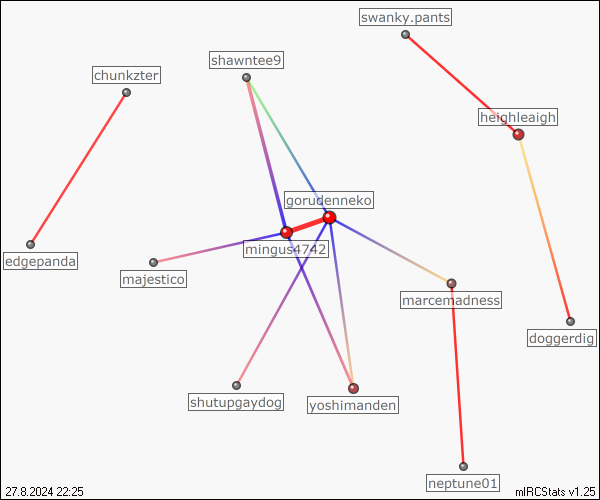 swanky.pants
shawntee9
chunkzter
heighleaigh
gorudenneko
mingus4742
edgepanda
majestico
marcemadness
doggerdig
shutupgaydog
yoshimanden
neptune01
27.8.2024 22:25
mIRCStats v1.25